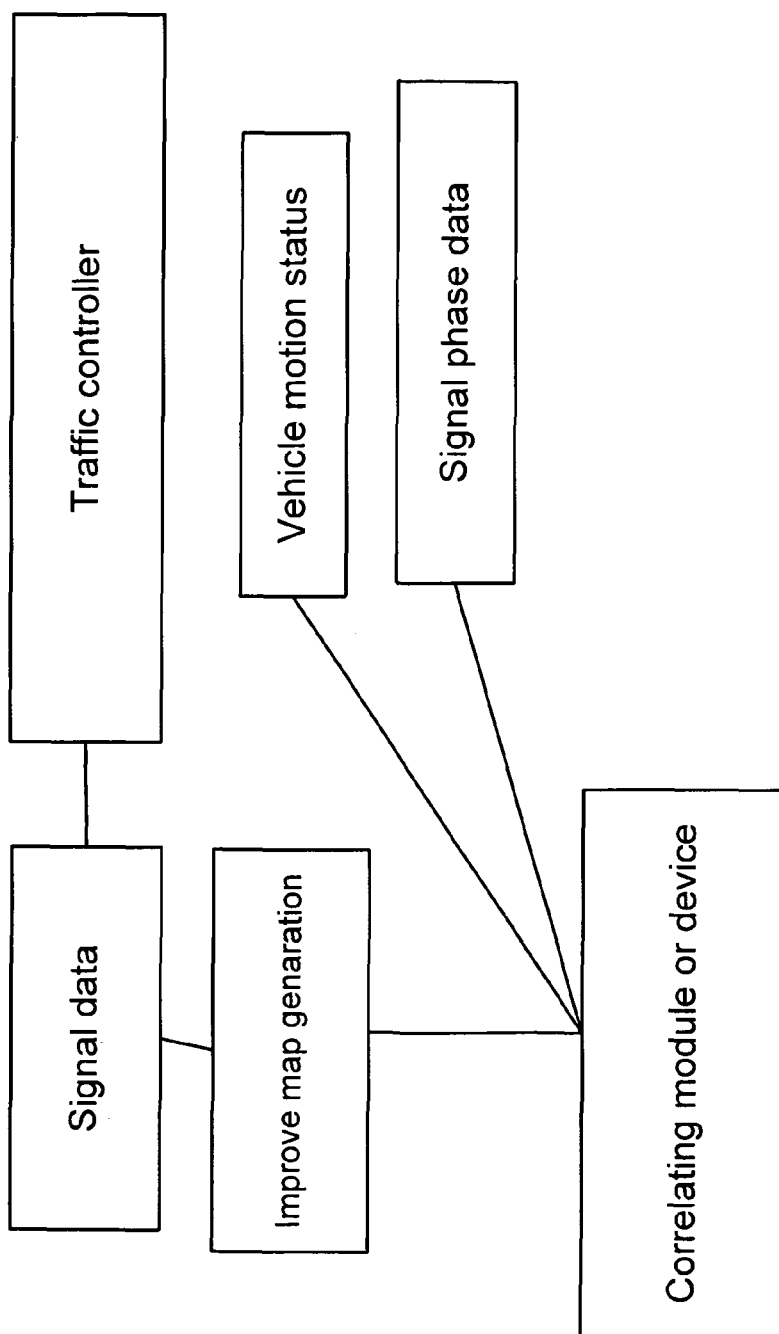 Signal data
Traffic controller
Improve map genaration
Vehicle motion status
Signal phase data
Correlating module or device